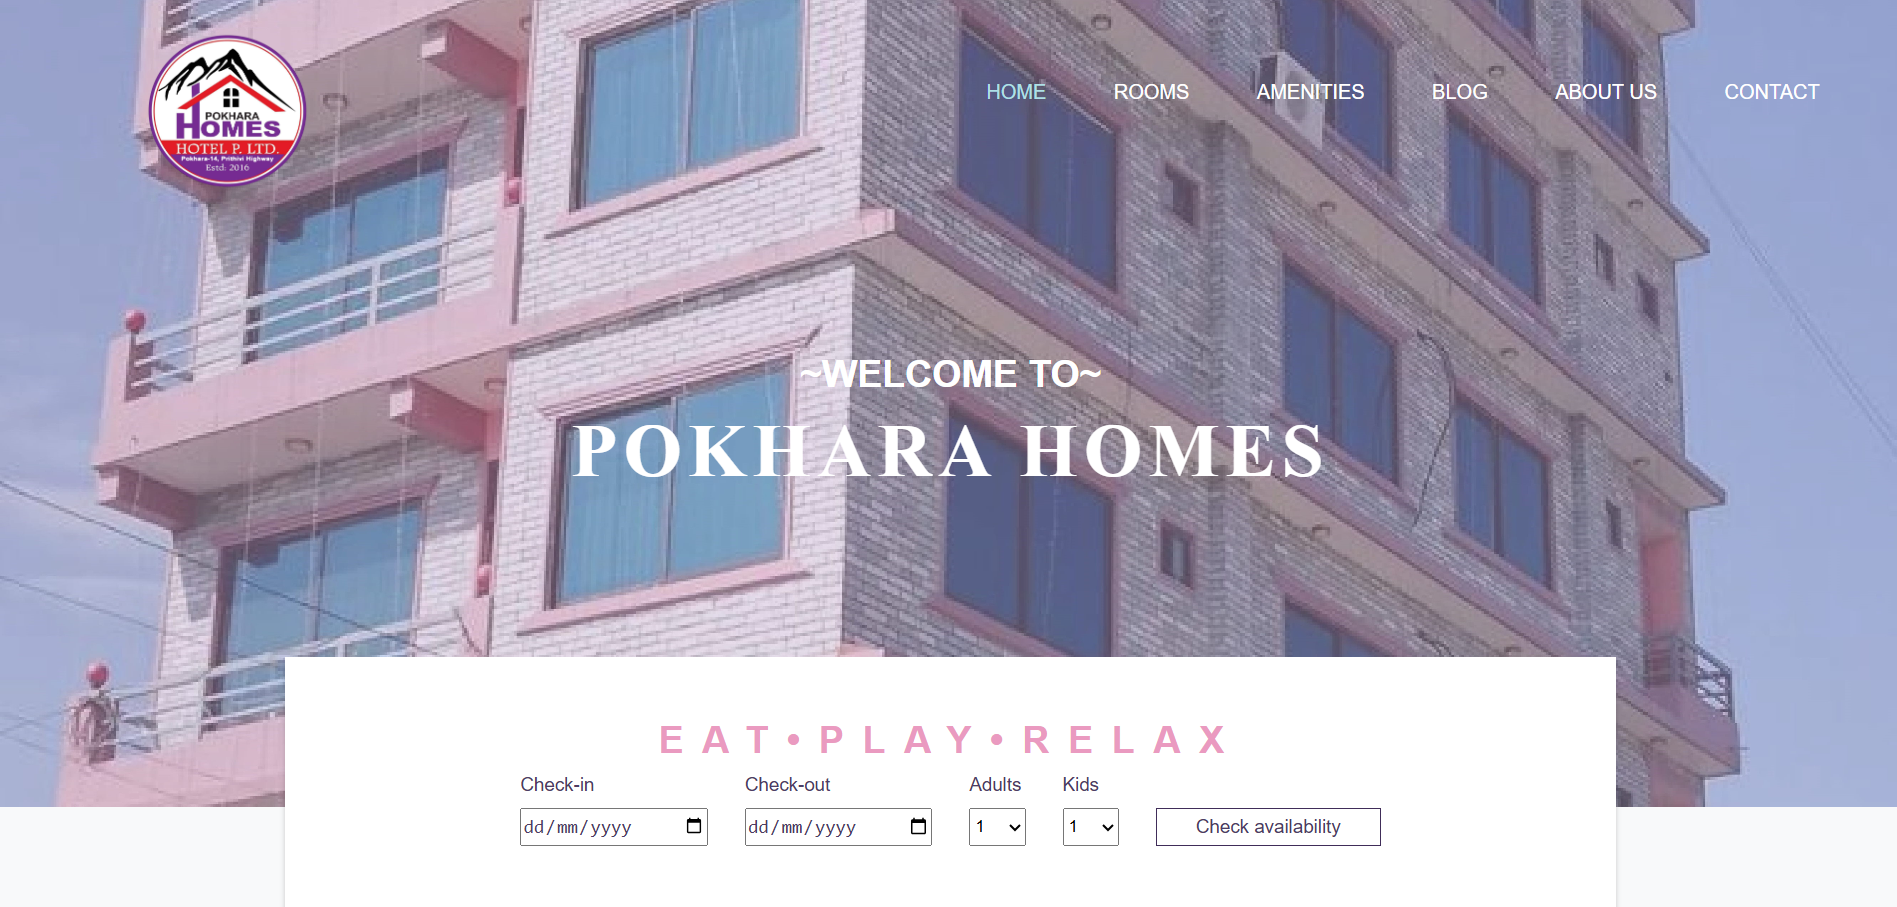 POKHARA
HOMES
HOTEL P. LTD.
Pokhara-14, Prithivi Highway
Estd: 2016
HOME ROOMS AMENITIES BLOG ABOUT US CONTACT
~WELCOME TO~
POKHARA HOMES
EAT•PLAY•RELAX
Check-in Check-out Adults Kids
dd/mm/yyyy dd/mm/yyyy 1 1 Check availability